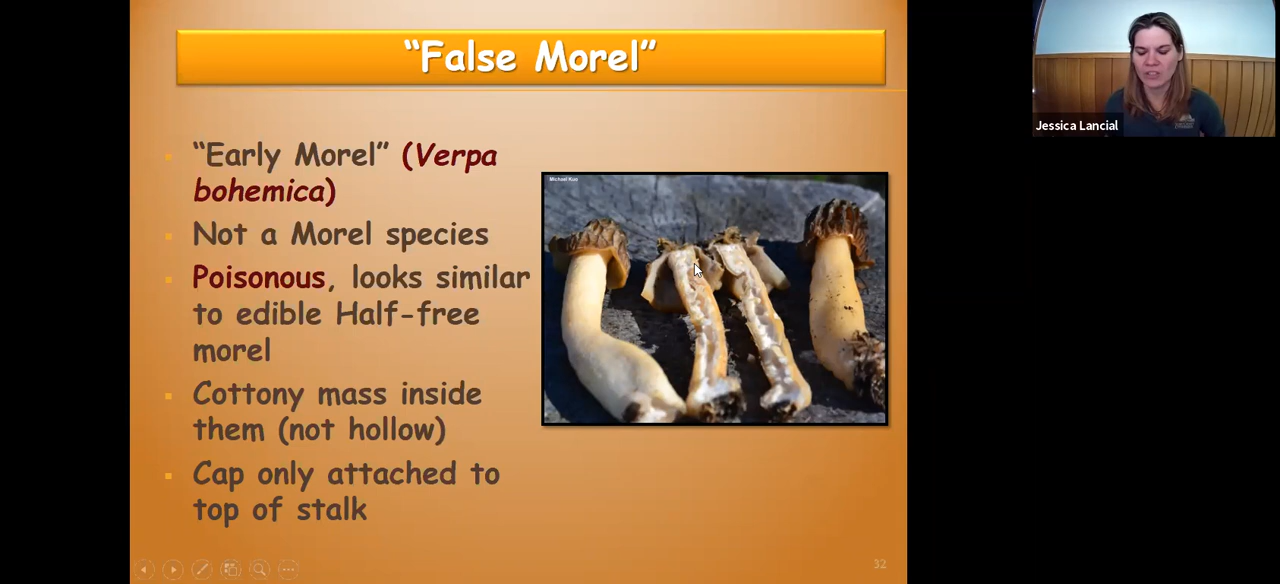 “False Morel”
“Early Morel” (Verpa
bohemica)
Not a Morel species
Poisonous, looks similar
to edible Half-free
morel
Cottony mass inside
them (not hollow)
Cap only attached to
top of stalk
Michael Kuo
32
Jessica Lancial